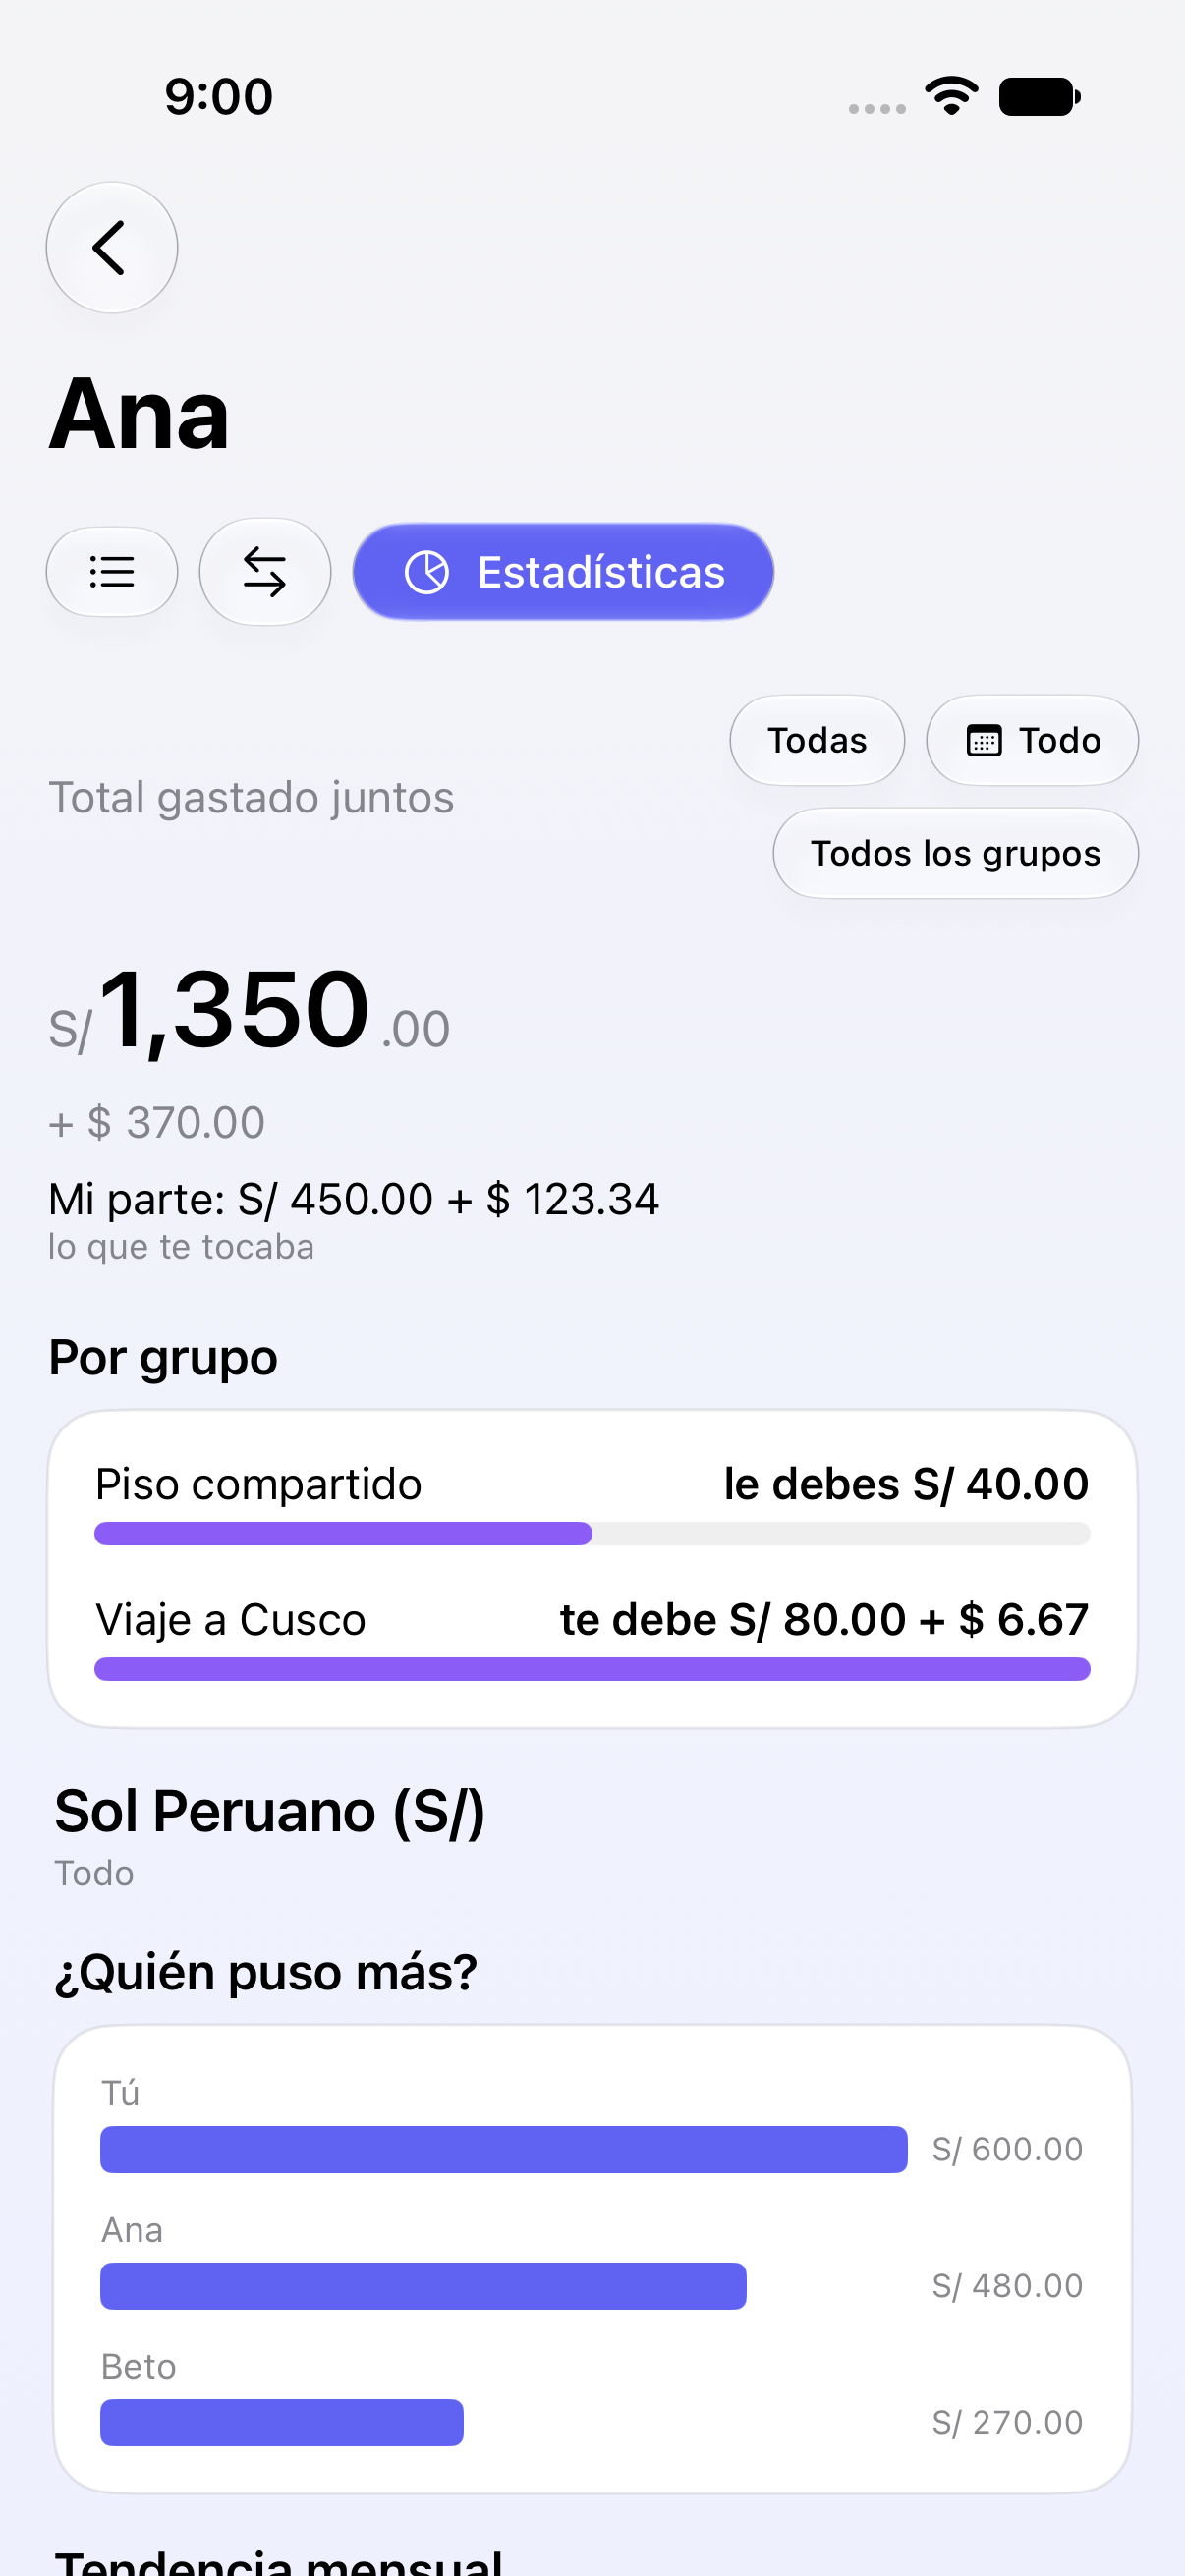 9:00
Ana
Estadísticas
Todas
Todo
Total gastado juntos
Todos los grupos
S/1,350.00
+ $ 370.00
Mi parte: S/ 450.00 + $ 123.34
lo que te tocaba
Por grupo
Piso compartido le debes S/ 40.00
Viaje a Cusco te debe S/ 80.00 + $ 6.67
Sol Peruano (S/)
Todo
¿Quién puso más?
Tú
S/ 600.00
Ana
S/ 480.00
Beto
S/ 270.00
Tendencia mensual